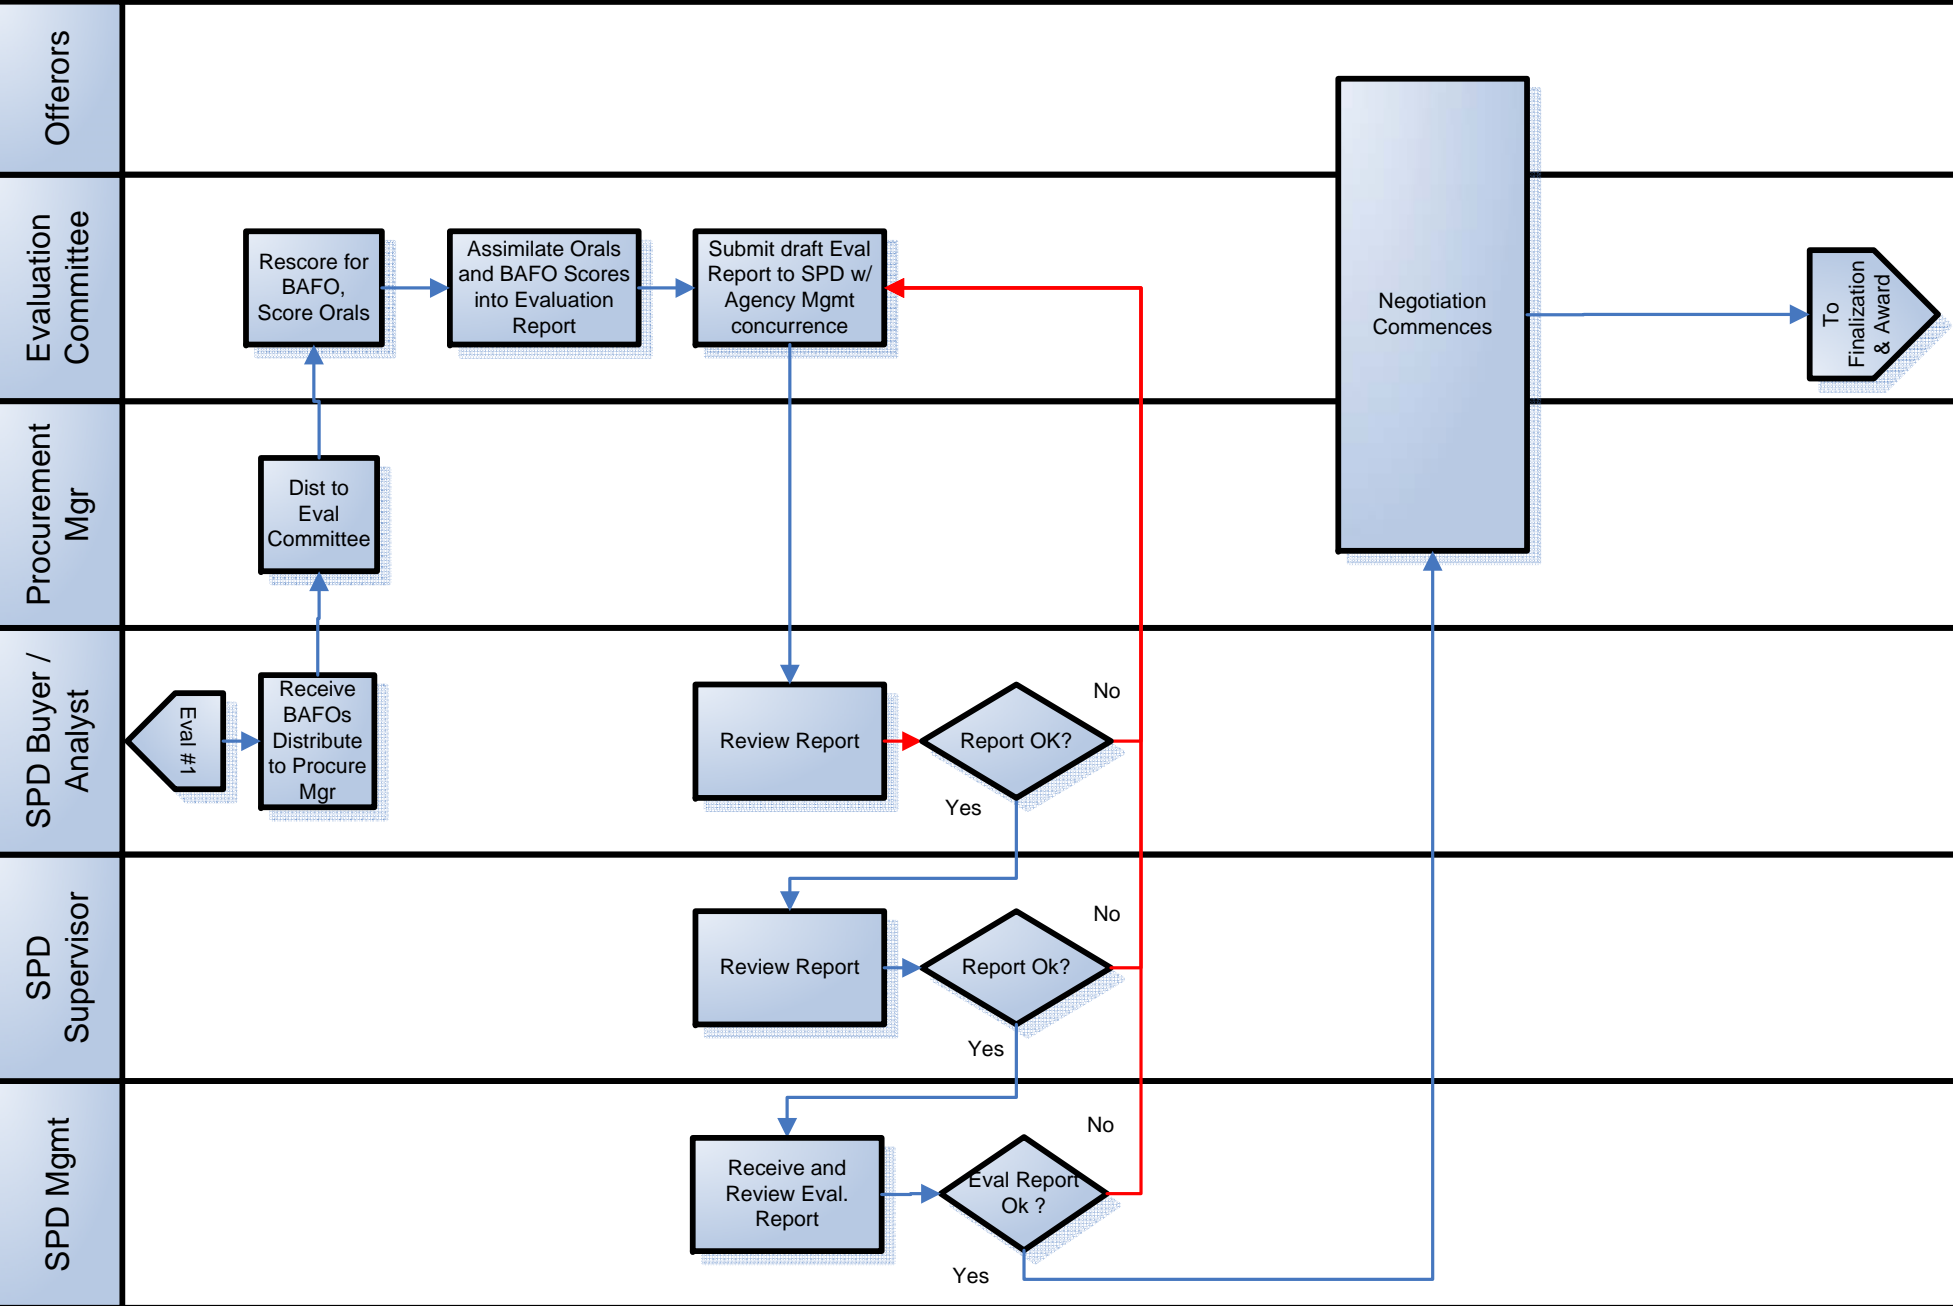 Offerors
Evaluation
Committee
Rescore for
BAFO,
Score Orals
Assimilate Orals
and BAFO Scores
into Evaluation
Report
Submit draft Eval
Report to SPD w/
Agency Mgmt
concurrence
Negotiation
Commences
To
Finalization
& Award
Procurement
Mgr
Dist to
Eval
Committee
SPD Buyer /
Analyst
Eval #1
Receive
BAFOs
Distribute
to Procure
Mgr
Review Report
Report OK?
No
Yes
SPD
Supervisor
Review Report
Report Ok?
No
Yes
SPD Mgmt
Receive and
Review Eval.
Report
Eval Report
Ok ?
No
Yes